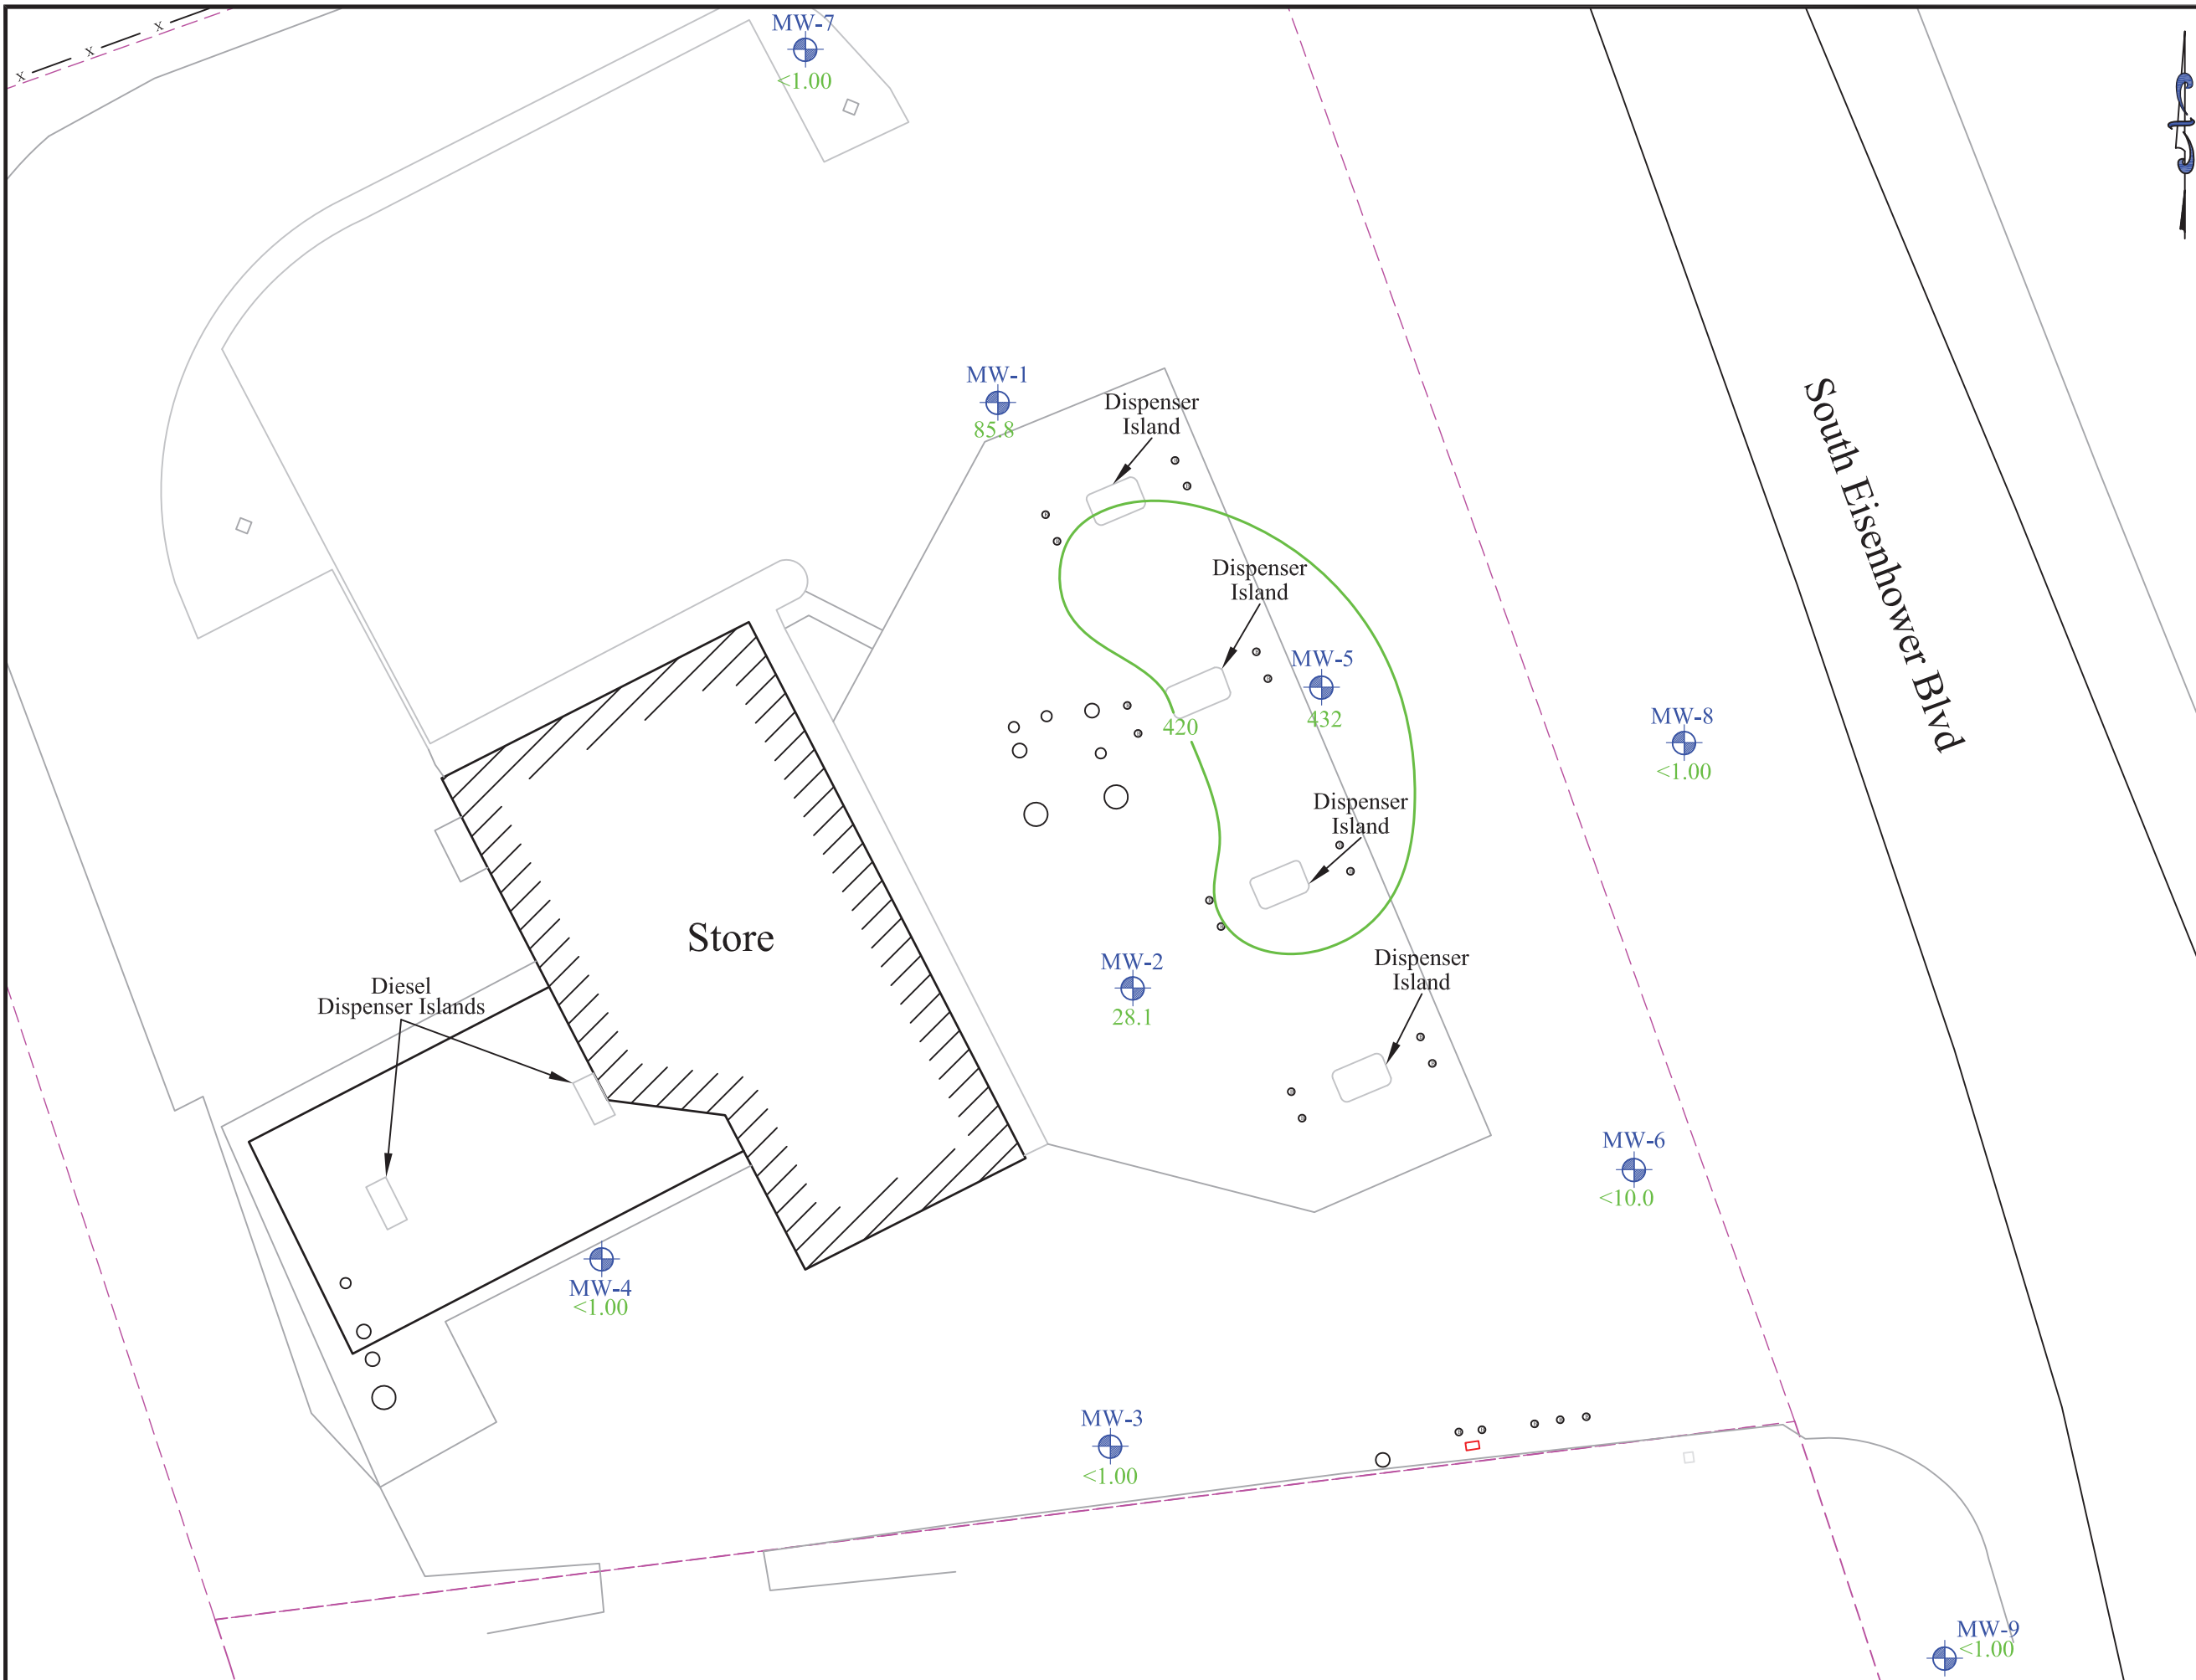 MW-7
<1.00
x
x
x
MW-1
85.8
Dispenser
Island
Dispenser
Island
MW-5
432
420
MW-8
<1.00
South Eisenhower Blvd
Dispenser
Island
Store
MW-2
28.1
Dispenser
Island
Diesel
Dispenser Islands
MW-6
<10.0
MW-4
<1.00
MW-3
<1.00
MW-9
<1.00